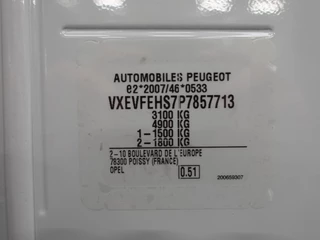 AUTOMOBILES PEUGEOT
e2*2007/46*0533
VXEVFEHS7P7857713
3100 KG
4900 KG
1-1500 KG
2-1800 KG
2-10 BOULEVARD DE L'EUROPE
78300 POISSY (FRANCE)
OPEL 0.51